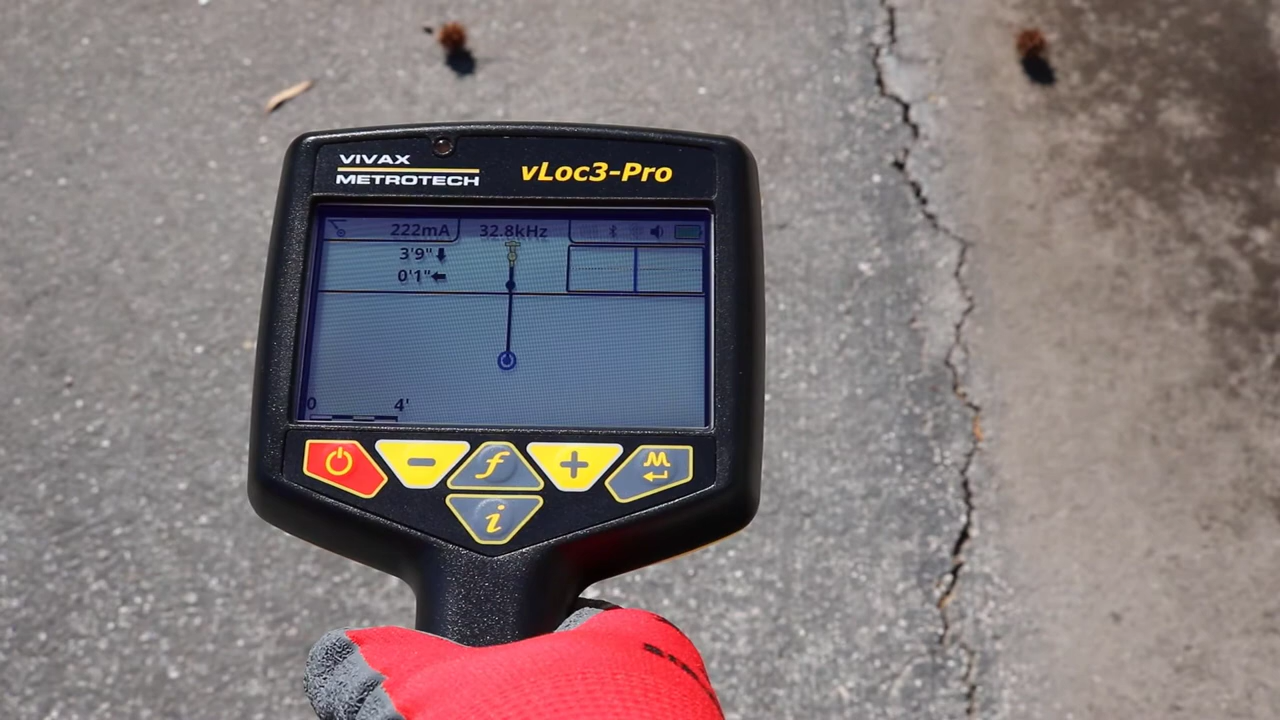 VIVAX
METROTECH
vLoc3-Pro
222mA
32.8kHz
3'9"
0'1"
0
4'
f
i